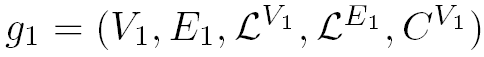 $g_1 = (V_1, E_1, \mathcal{L}^{V_1}, \mathcal{L}^{E_1}, C^{V_1})$